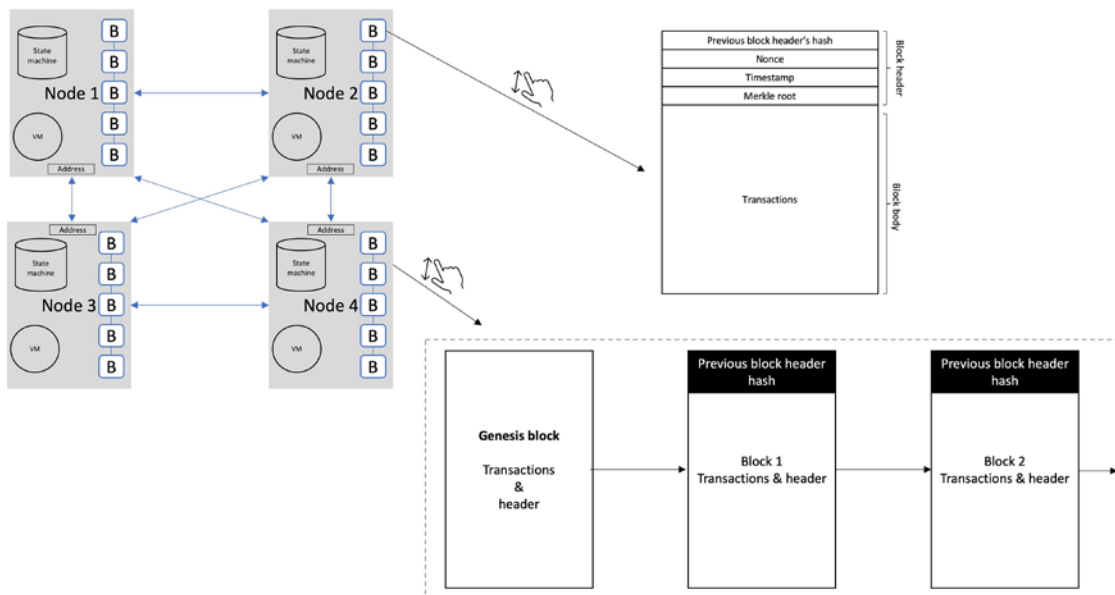 State
machine
Node 1
VM
Address
B
B
B
B
B
State
machine
Node 2
VM
Address
B
B
B
B
B
Address
State
machine
Node 3
VM
B
B
B
B
B
Address
State
machine
Node 4
VM
B
B
B
B
B
Previous block header's hash
Nonce
Timestamp
Merkle root
Transactions
Block header
Block body
Genesis block
Transactions
&
header
Previous block header
hash
Block 1
Transactions & header
Previous block header
hash
Block 2
Transactions & header